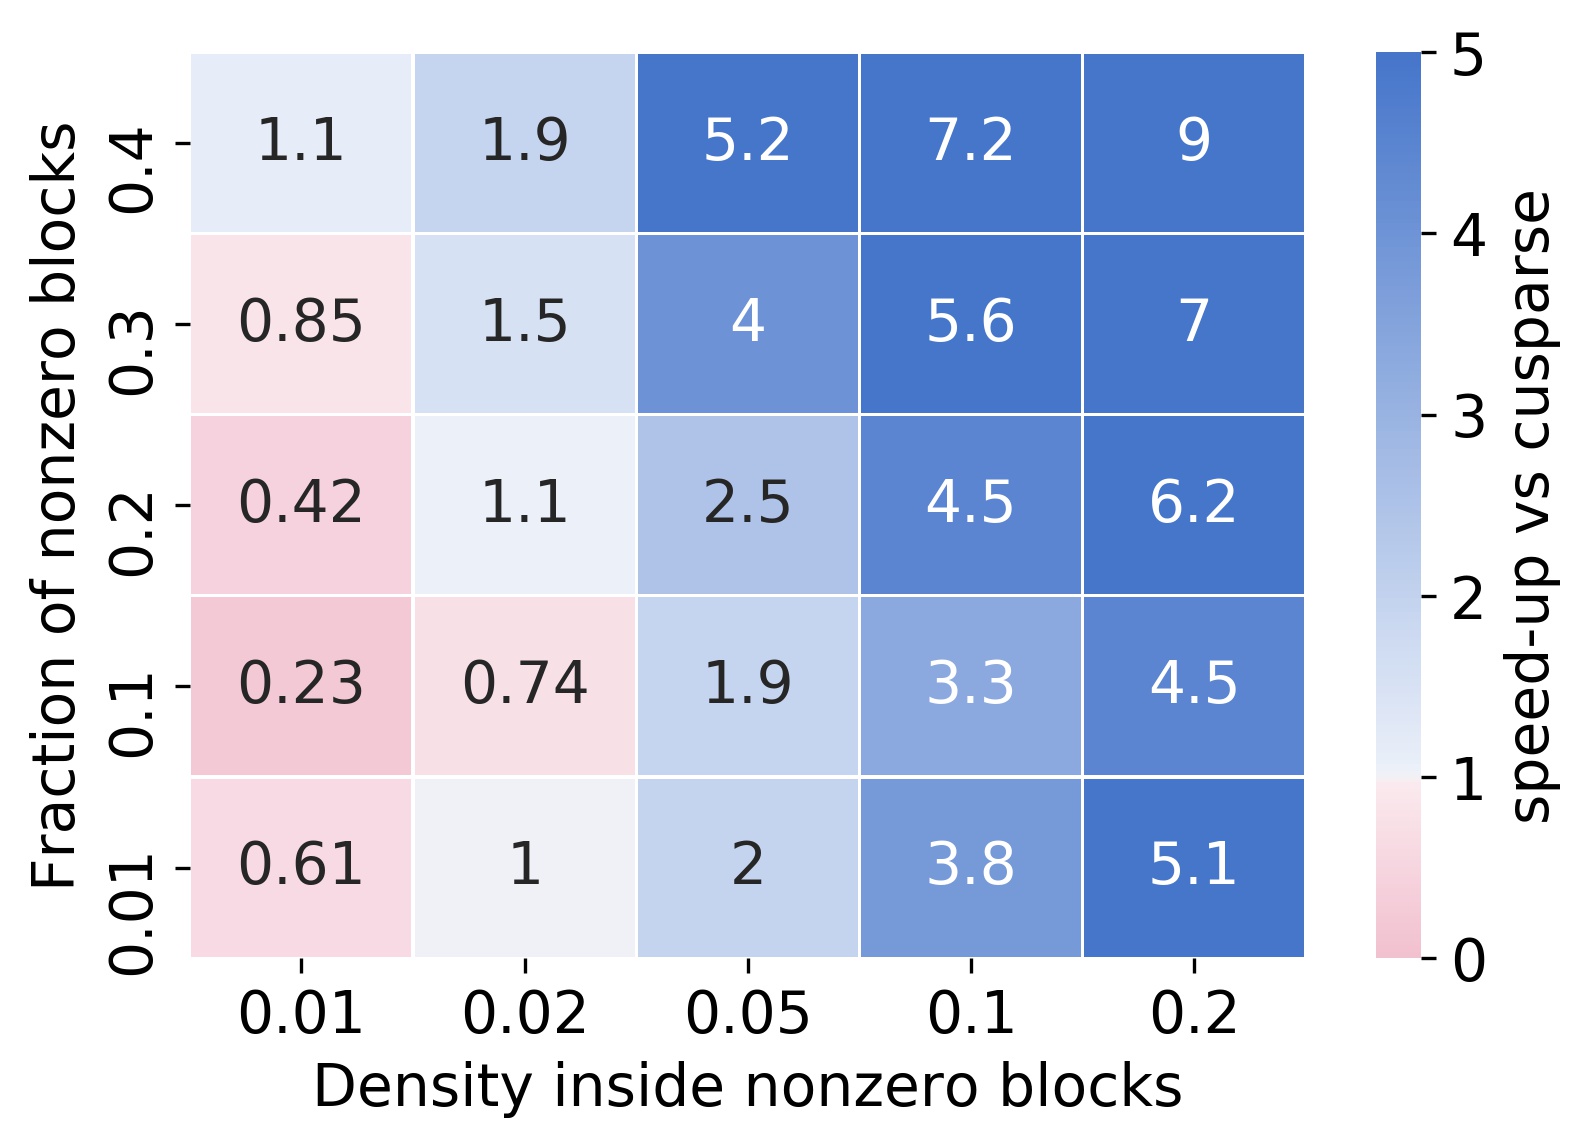 Fraction of nonzero blocks
0.4 1.1 1.9 5.2 7.2 9
0.3 0.85 1.5 4 5.6 7
0.2 0.42 1.1 2.5 4.5 6.2
0.1 0.23 0.74 1.9 3.3 4.5
0.01 0.61 1 2 3.8 5.1
0.01 0.02 0.05 0.1 0.2
Density inside nonzero blocks
5
4
3
2
1
0
speed-up vs cusparse